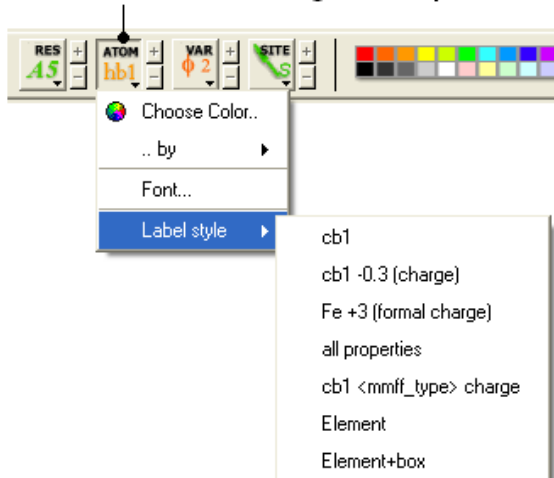 RES ATOM VAR SITE
A5 hb1 ϕ 2 S
Choose Color..
.. by
Font...
Label style
cb1
cb1 -0.3 (charge)
Fe +3 (formal charge)
all properties
cb1 <mmff_type> charge
Element
Element+box